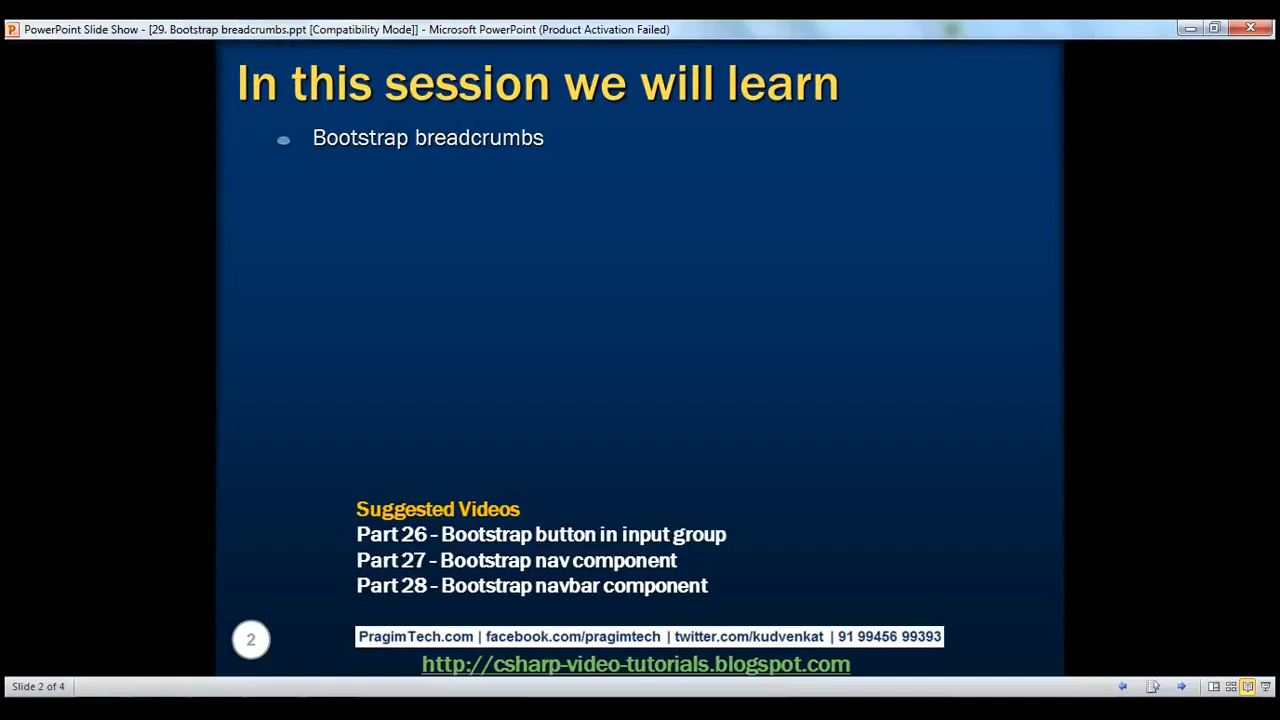 PowerPoint Slide Show - [29. Bootstrap breadcrumbs.ppt [Compatibility Mode]] - Microsoft PowerPoint (Product Activation Failed)
In this session we will learn
Bootstrap breadcrumbs
Suggested Videos
Part 26 - Bootstrap button in input group
Part 27 - Bootstrap nav component
Part 28 - Bootstrap navbar component
2
PragimTech.com | facebook.com/pragimtech | twitter.com/kudvenkat | 91 99456 99393
http://csharp-video-tutorials.blogspot.com
Slide 2 of 4